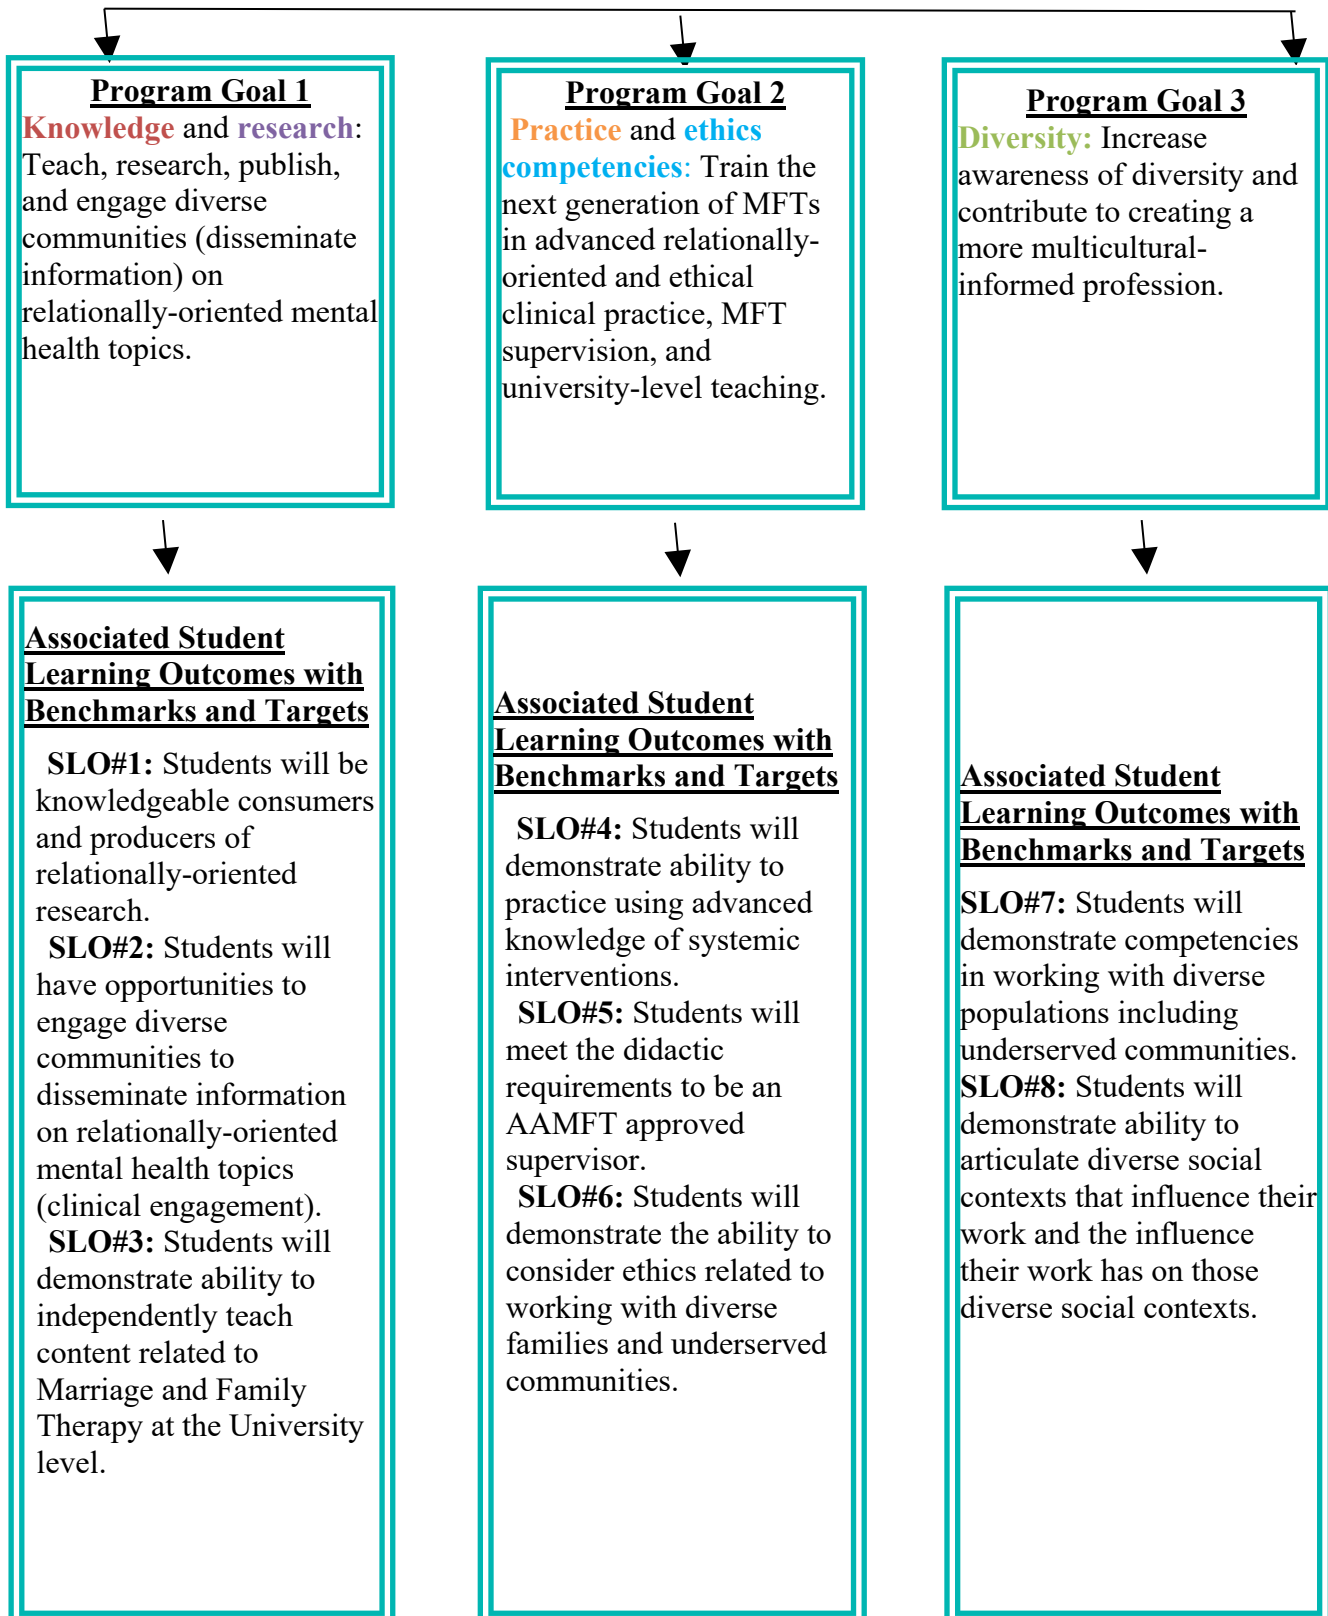 Program Goal 1
Knowledge and research:
Teach, research, publish,
and engage diverse
communities (disseminate
information) on
relationally-oriented mental
health topics.
Program Goal 2
Practice and ethics
competencies: Train the
next generation of MFTs
in advanced relationally-
oriented and ethical
clinical practice, MFT
supervision, and
university-level teaching.
Program Goal 3
Diversity: Increase
awareness of diversity and
contribute to creating a
more multicultural-
informed profession.
Associated Student
Learning Outcomes with
Benchmarks and Targets
SLO#1: Students will be
knowledgeable consumers
and producers of
relationally-oriented
research.
SLO#2: Students will
have opportunities to
engage diverse
communities to
disseminate information
on relationally-oriented
mental health topics
(clinical engagement).
SLO#3: Students will
demonstrate ability to
independently teach
content related to
Marriage and Family
Therapy at the University
level.
Associated Student
Learning Outcomes with
Benchmarks and Targets
SLO#4: Students will
demonstrate ability to
practice using advanced
knowledge of systemic
interventions.
SLO#5: Students will
meet the didactic
requirements to be an
AAMFT approved
supervisor.
SLO#6: Students will
demonstrate the ability to
consider ethics related to
working with diverse
families and underserved
communities.
Associated Student
Learning Outcomes with
Benchmarks and Targets
SLO#7: Students will
demonstrate competencies
in working with diverse
populations including
underserved communities.
SLO#8: Students will
demonstrate ability to
articulate diverse social
contexts that influence their
work and the influence
their work has on those
diverse social contexts.